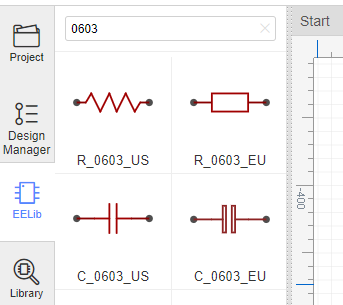 0603
Start
Project
Design
Manager
EELib
Library
R_0603_US
R_0603_EU
C_0603_US
C_0603_EU
-400